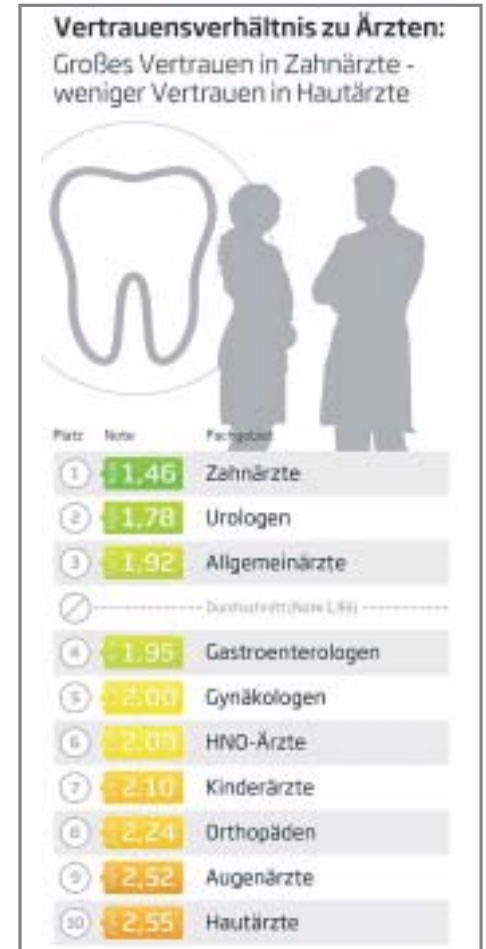 Vertrauensverhältnis zu Ärzten:
Großes Vertrauen in Zahnärzte -
weniger Vertrauen in Hautärzte
Platz Note Fachgebiet
1 1,46 Zahnärzte
2 1,78 Urologen
3 1,92 Allgemeinärzte
Durchschnitt (Note
4 1,95 Gastroenterologen
5 2,00 Gynäkologen
6 HNO-Ärzte
7 2,10 Kinderärzte
8 2,24 Orthopäden
9 2,52 Augenärzte
10 2,55 Hautärzte